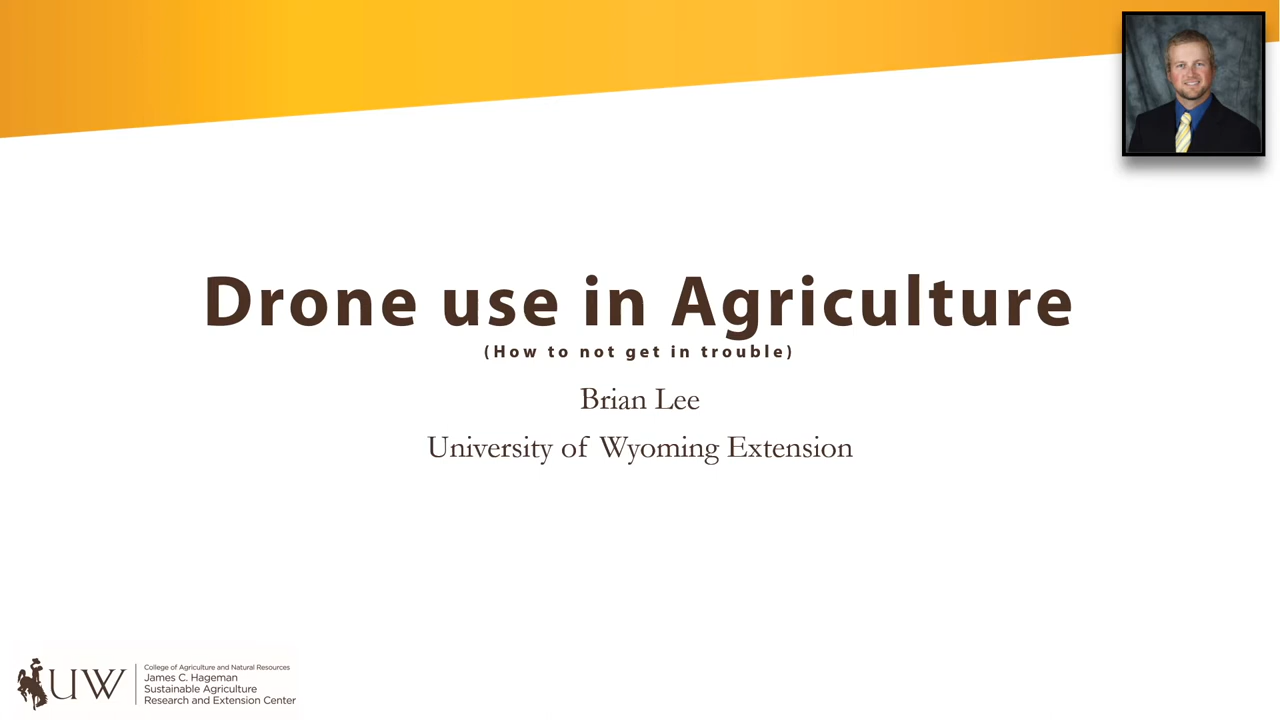 Drone use in Agriculture
(How to not get in trouble)
Brian Lee
University of Wyoming Extension
UW
College of Agriculture and Natural Resources
James C. Hageman
Sustainable Agriculture
Research and Extension Center